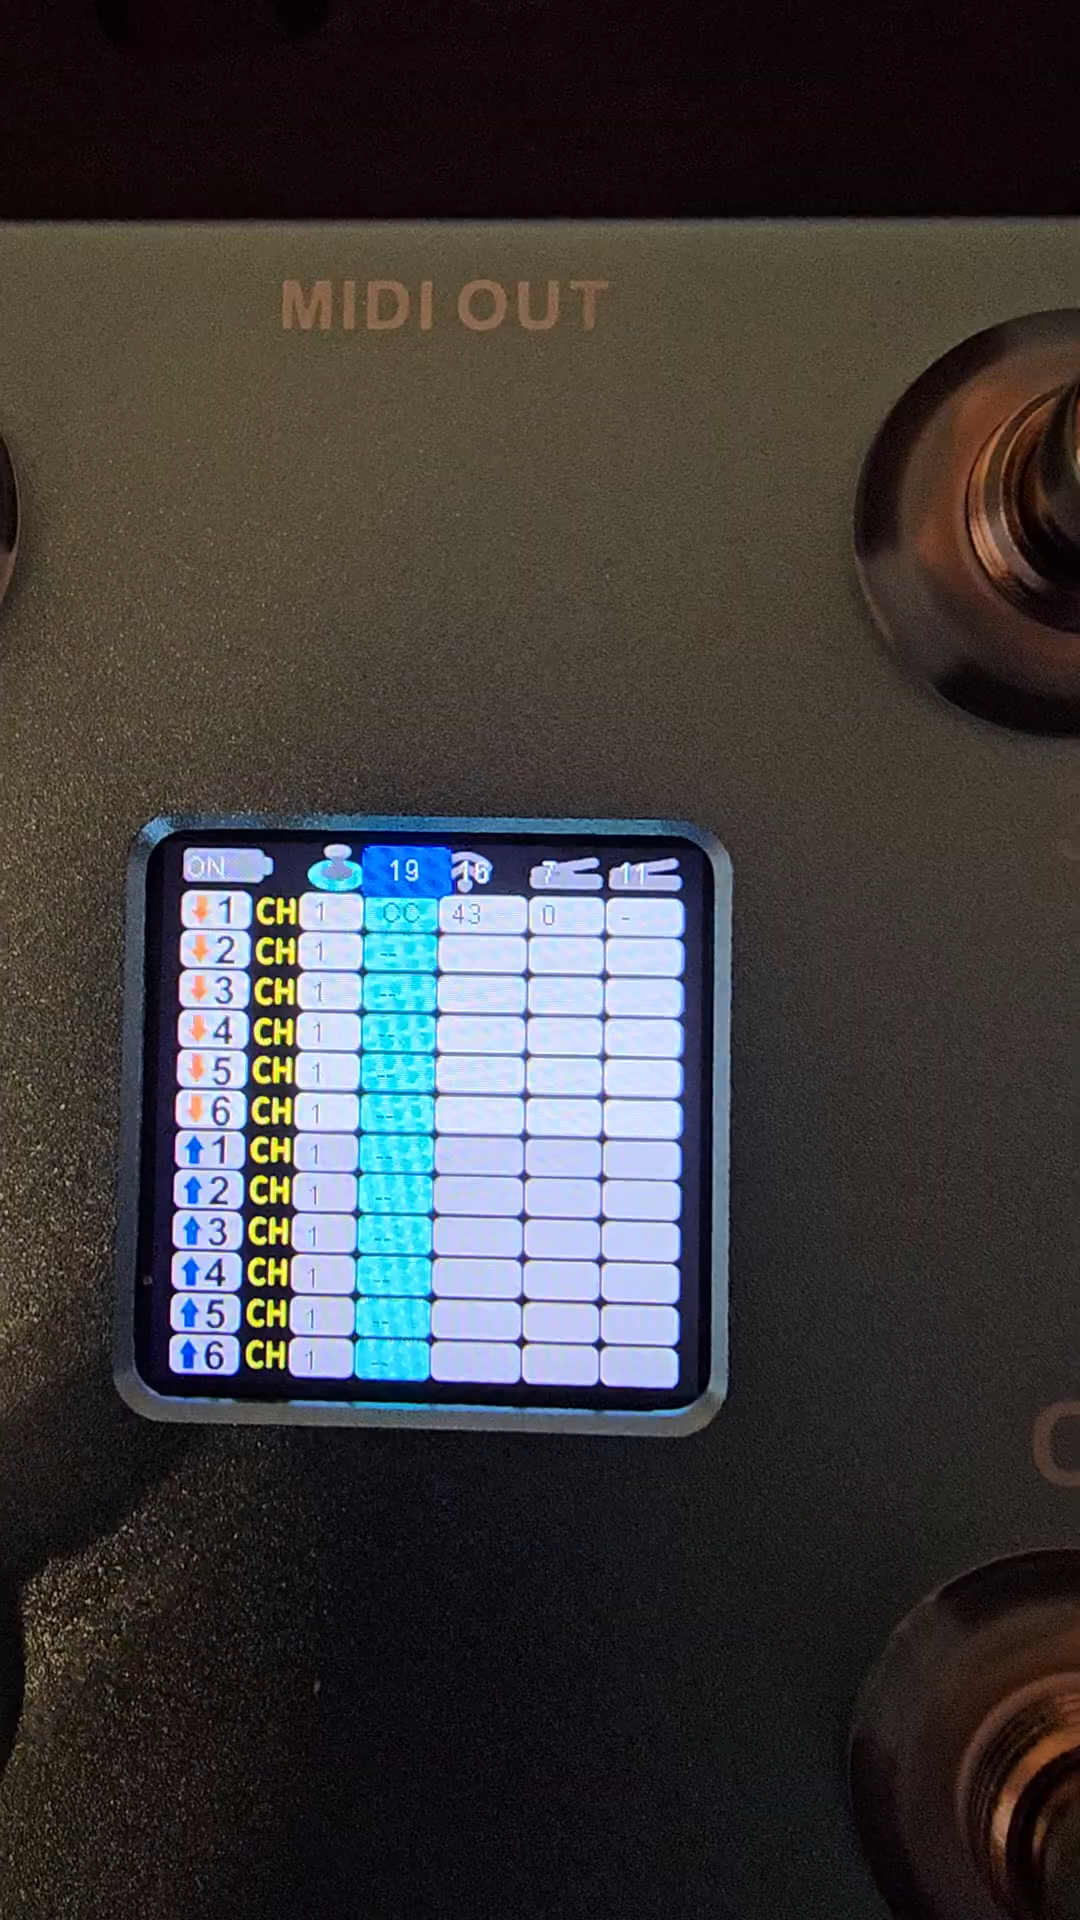 MIDI OUT
ON 19 16 7 11
1 CH 1 CC 43 0 -
2 CH 1 --
3 CH 1 --
4 CH 1 --
5 CH 1 --
6 CH 1 --
1 CH 1 --
2 CH 1 --
3 CH 1 --
4 CH 1 --
5 CH 1 --
6 CH 1 --
C